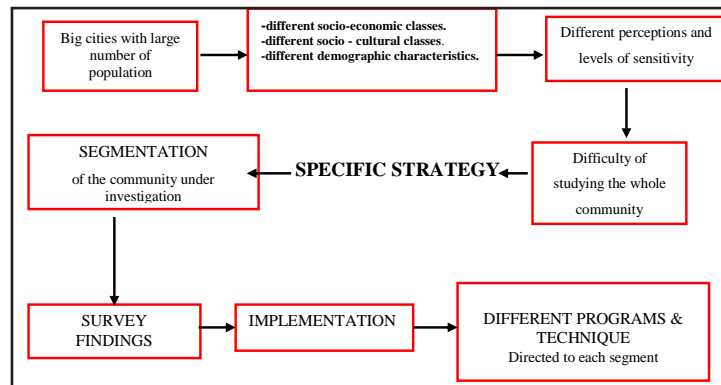 Big cities with large
number of
population
-different socio-economic classes.
-different socio - cultural classes.
-different demographic characteristics.
Different perceptions and
levels of sensitivity
SEGMENTATION
of the community under
investigation
SPECIFIC STRATEGY
Difficulty of
studying the whole
community
SURVEY
FINDINGS
IMPLEMENTATION
DIFFERENT PROGRAMS &
TECHNIQUE
Directed to each segment